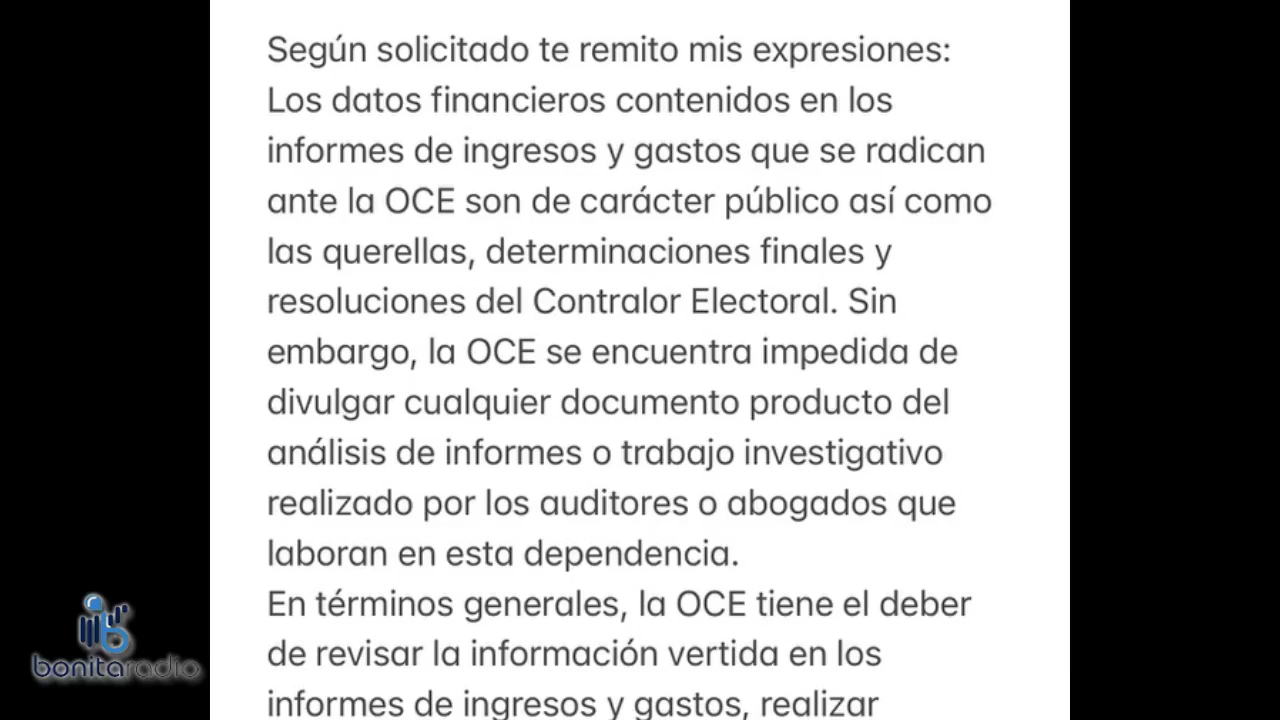 Según solicitado te remito mis expresiones:
Los datos financieros contenidos en los
informes de ingresos y gastos que se radican
ante la OCE son de carácter público así como
las querellas, determinaciones finales y
resoluciones del Contralor Electoral. Sin
embargo, la OCE se encuentra impedida de
divulgar cualquier documento producto del
análisis de informes o trabajo investigativo
realizado por los auditores o abogados que
laboran en esta dependencia.
En términos generales, la OCE tiene el deber
de revisar la información vertida en los
informes de ingresos y gastos, realizar
bonitaradio